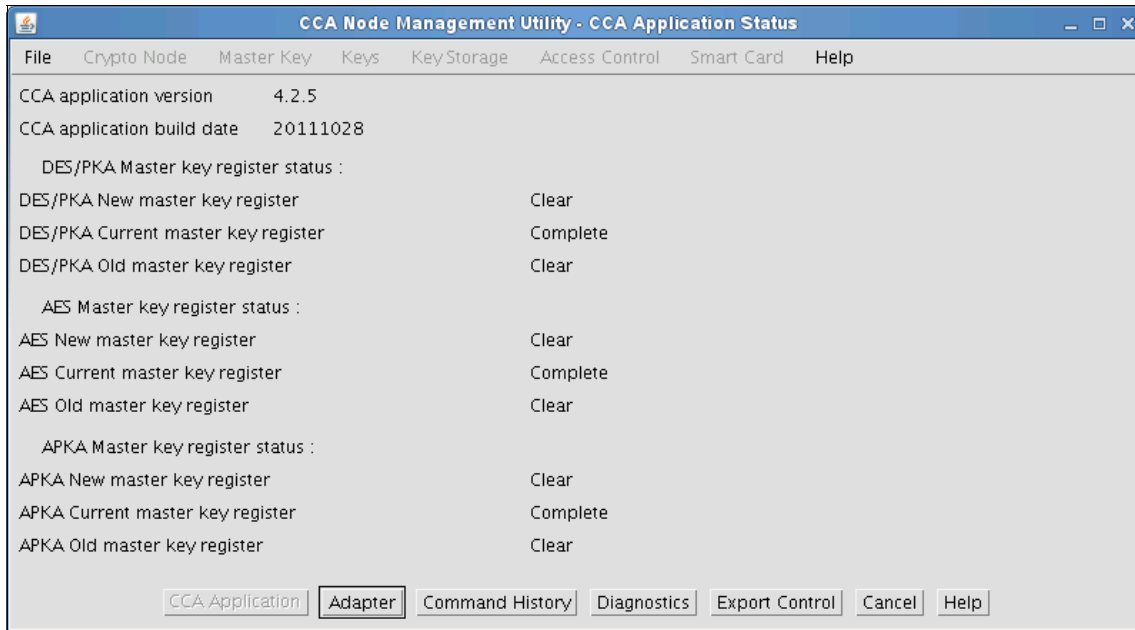 CCA Node Management Utility - CCA Application Status
File Crypto Node Master Key Keys Key Storage Access Control Smart Card Help
CCA application version 4.2.5
CCA application build date 20111028
DES/PKA Master key register status :
DES/PKA New master key register Clear
DES/PKA Current master key register Complete
DES/PKA Old master key register Clear
AES Master key register status :
AES New master key register Clear
AES Current master key register Complete
AES Old master key register Clear
APKA Master key register status :
APKA New master key register Clear
APKA Current master key register Complete
APKA Old master key register Clear
CCA Application Adapter Command History Diagnostics Export Control Cancel Help